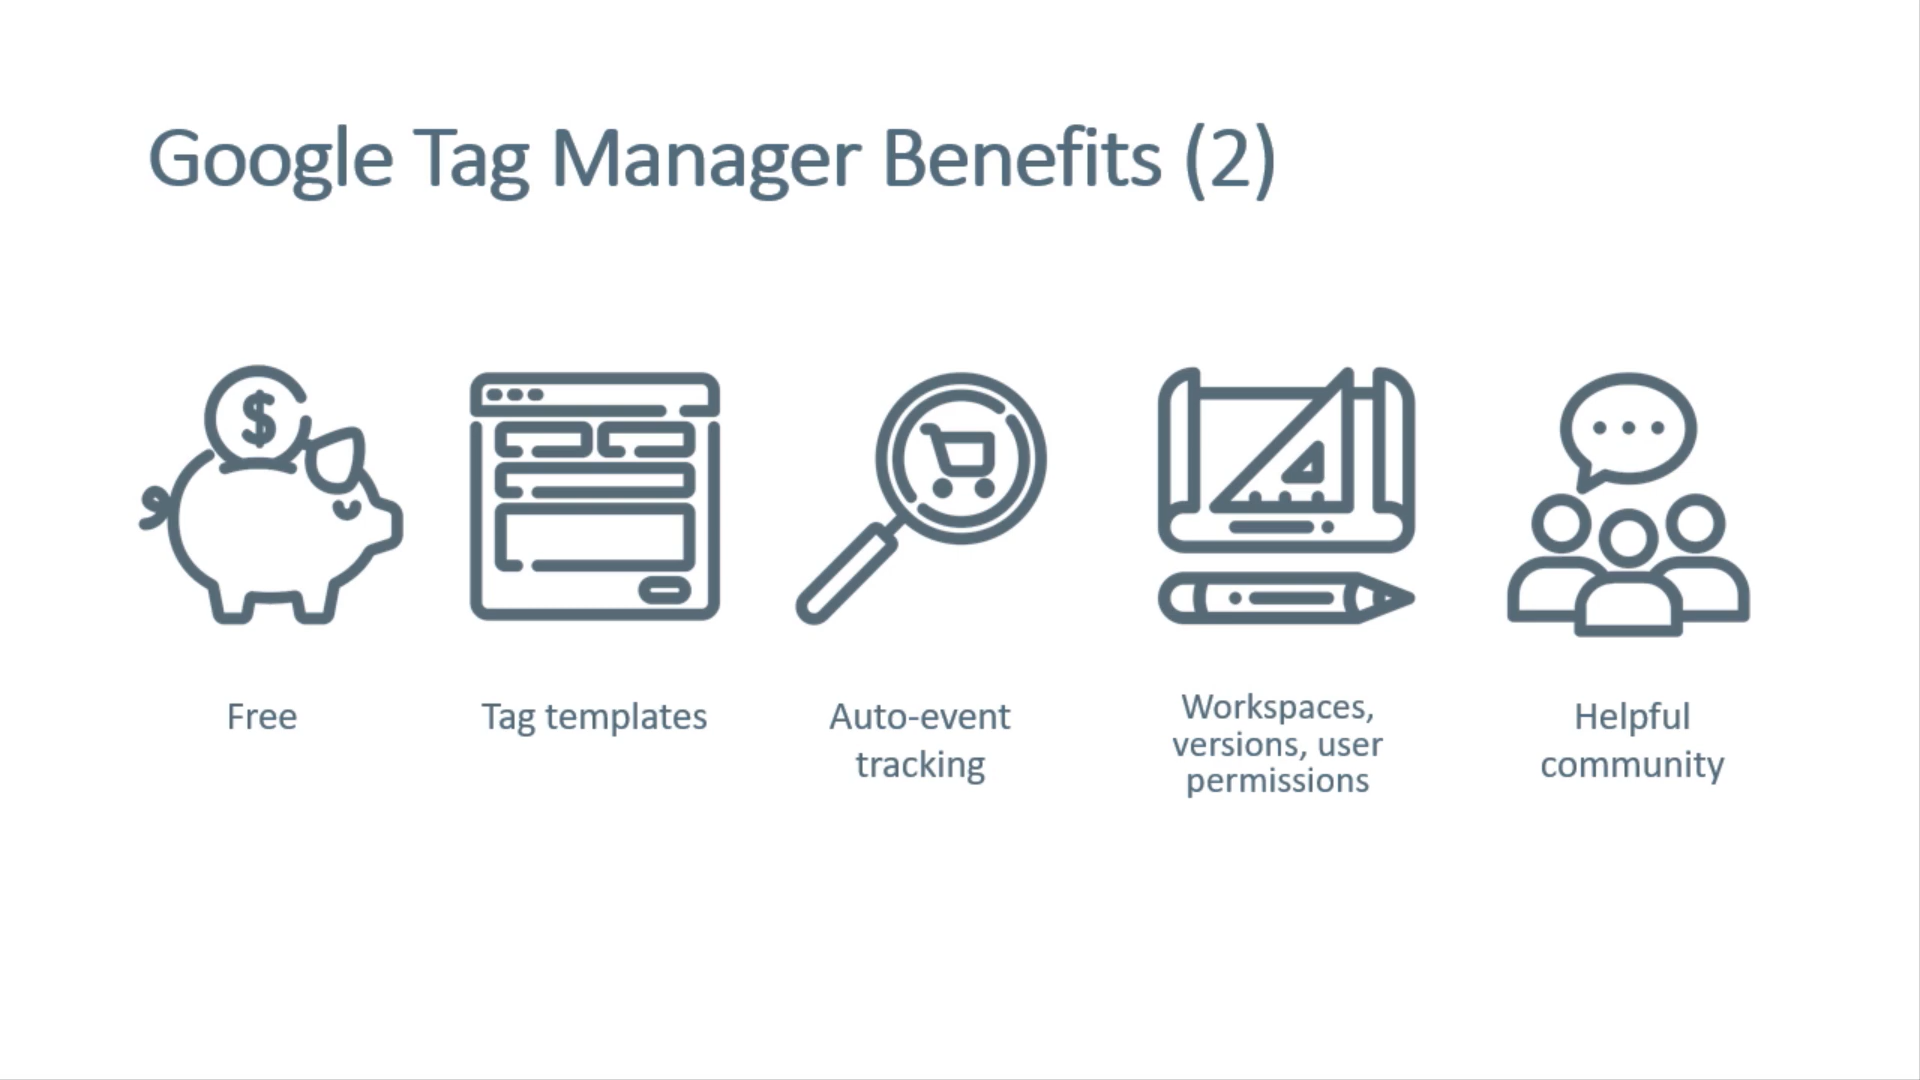 Google Tag Manager Benefits (2)
$
Free
Tag templates
Auto-event
tracking
Workspaces,
versions, user
permissions
Helpful
community